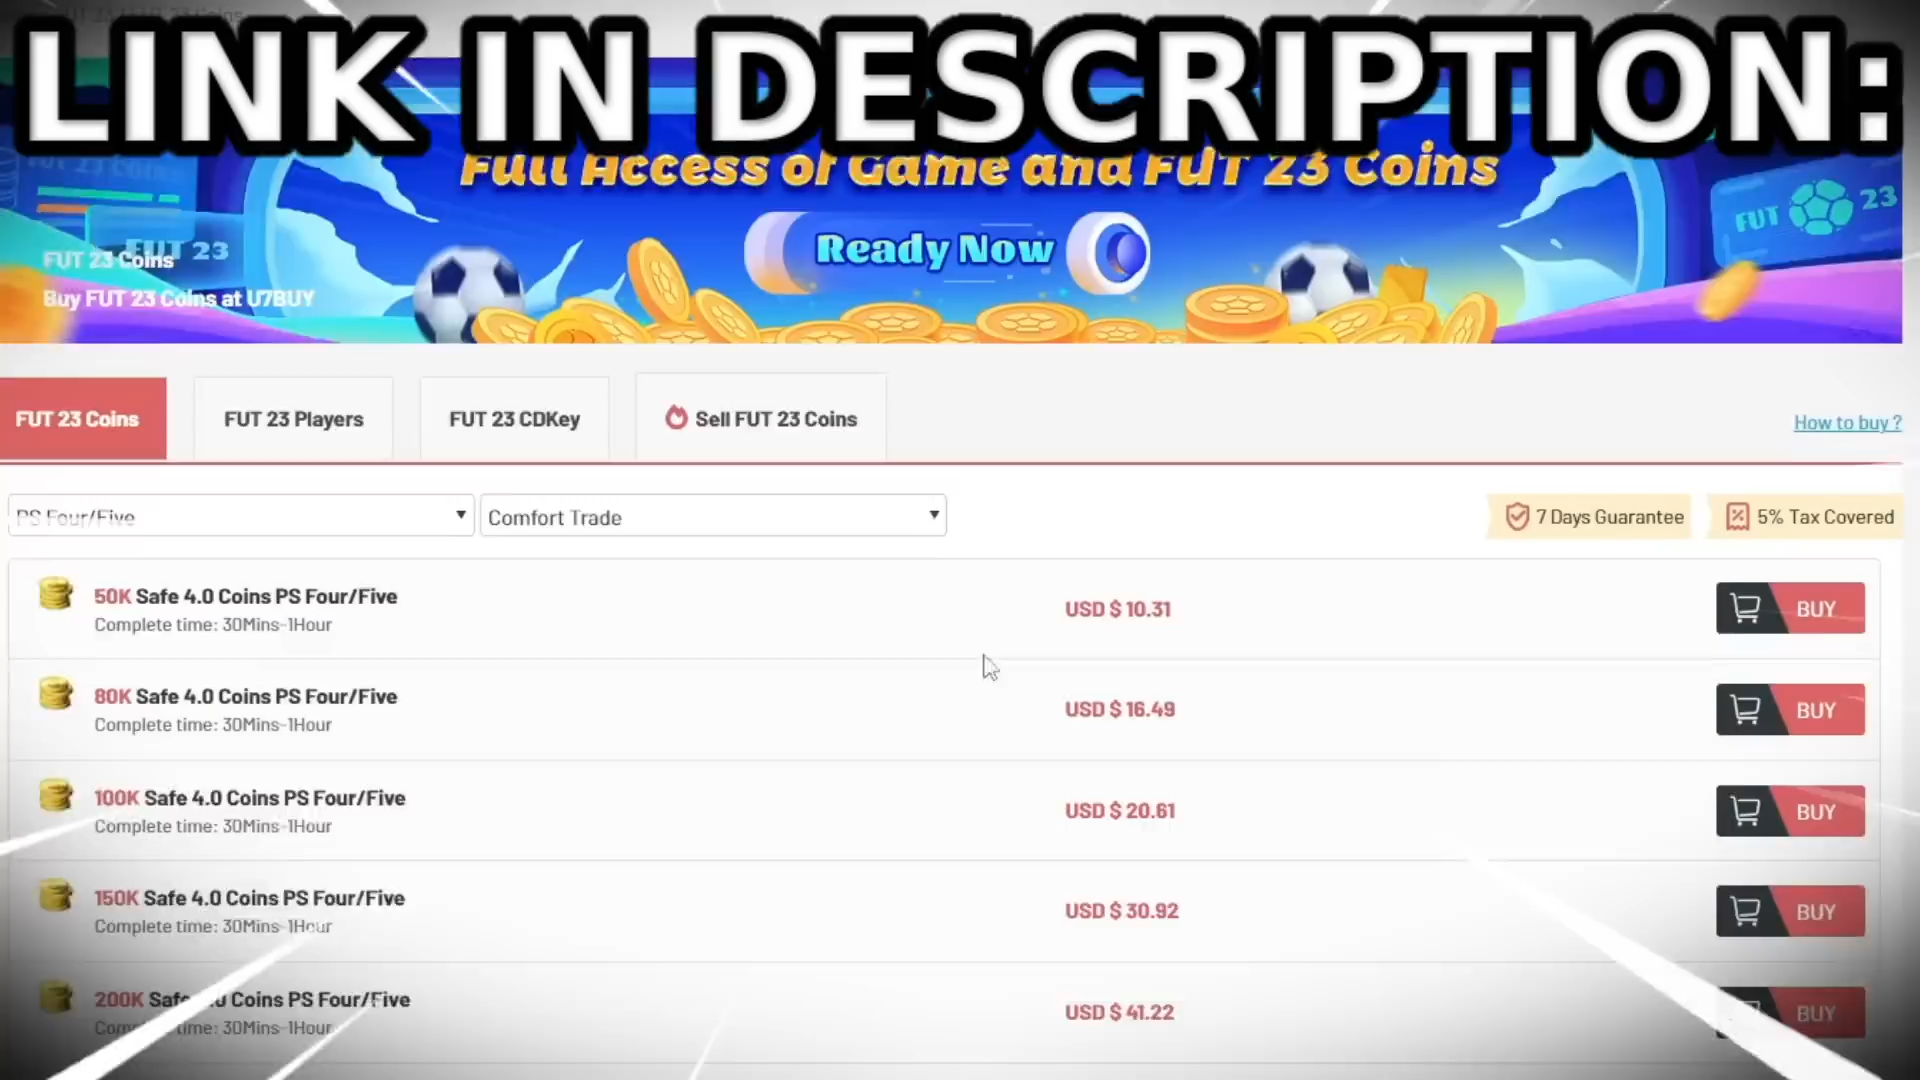 LINK IN DESCRIPTION:
Full Access of Game and FUT 23 Coins
FUT 23
FUT 23
Ready Now
FUT 23 Coins
Buy FUT 23 Coins at U7BUY
FUT 23 Coins
FUT 23 Players
FUT 23 CDKey
Sell FUT 23 Coins
How to buy ?
PS Four/Five
Comfort Trade
7 Days Guarantee
5% Tax Covered
50K Safe 4.0 Coins PS Four/Five
Complete time: 30Mins-1Hour
USD $ 10.31
BUY
80K Safe 4.0 Coins PS Four/Five
Complete time: 30Mins-1Hour
USD $ 16.49
BUY
100K Safe 4.0 Coins PS Four/Five
Complete time: 30Mins-1Hour
USD $ 20.61
BUY
150K Safe 4.0 Coins PS Four/Five
Complete time: 30Mins-1Hour
USD $ 30.92
BUY
200K Safe 4.0 Coins PS Four/Five
Complete time: 30Mins-1Hour
USD $ 41.22
BUY